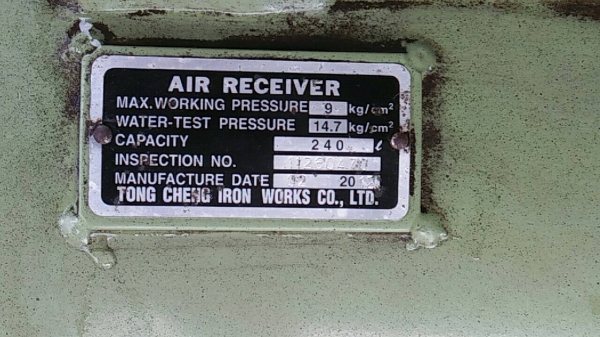 AIR RECEIVER
MAX. WORKING PRESSURE 9 kg/cm²
WATER-TEST PRESSURE 14.7 kg/cm²
CAPACITY 240 ℓ
INSPECTION NO.
MANUFACTURE DATE 12
TONG CHENG IRON WORKS CO., LTD.